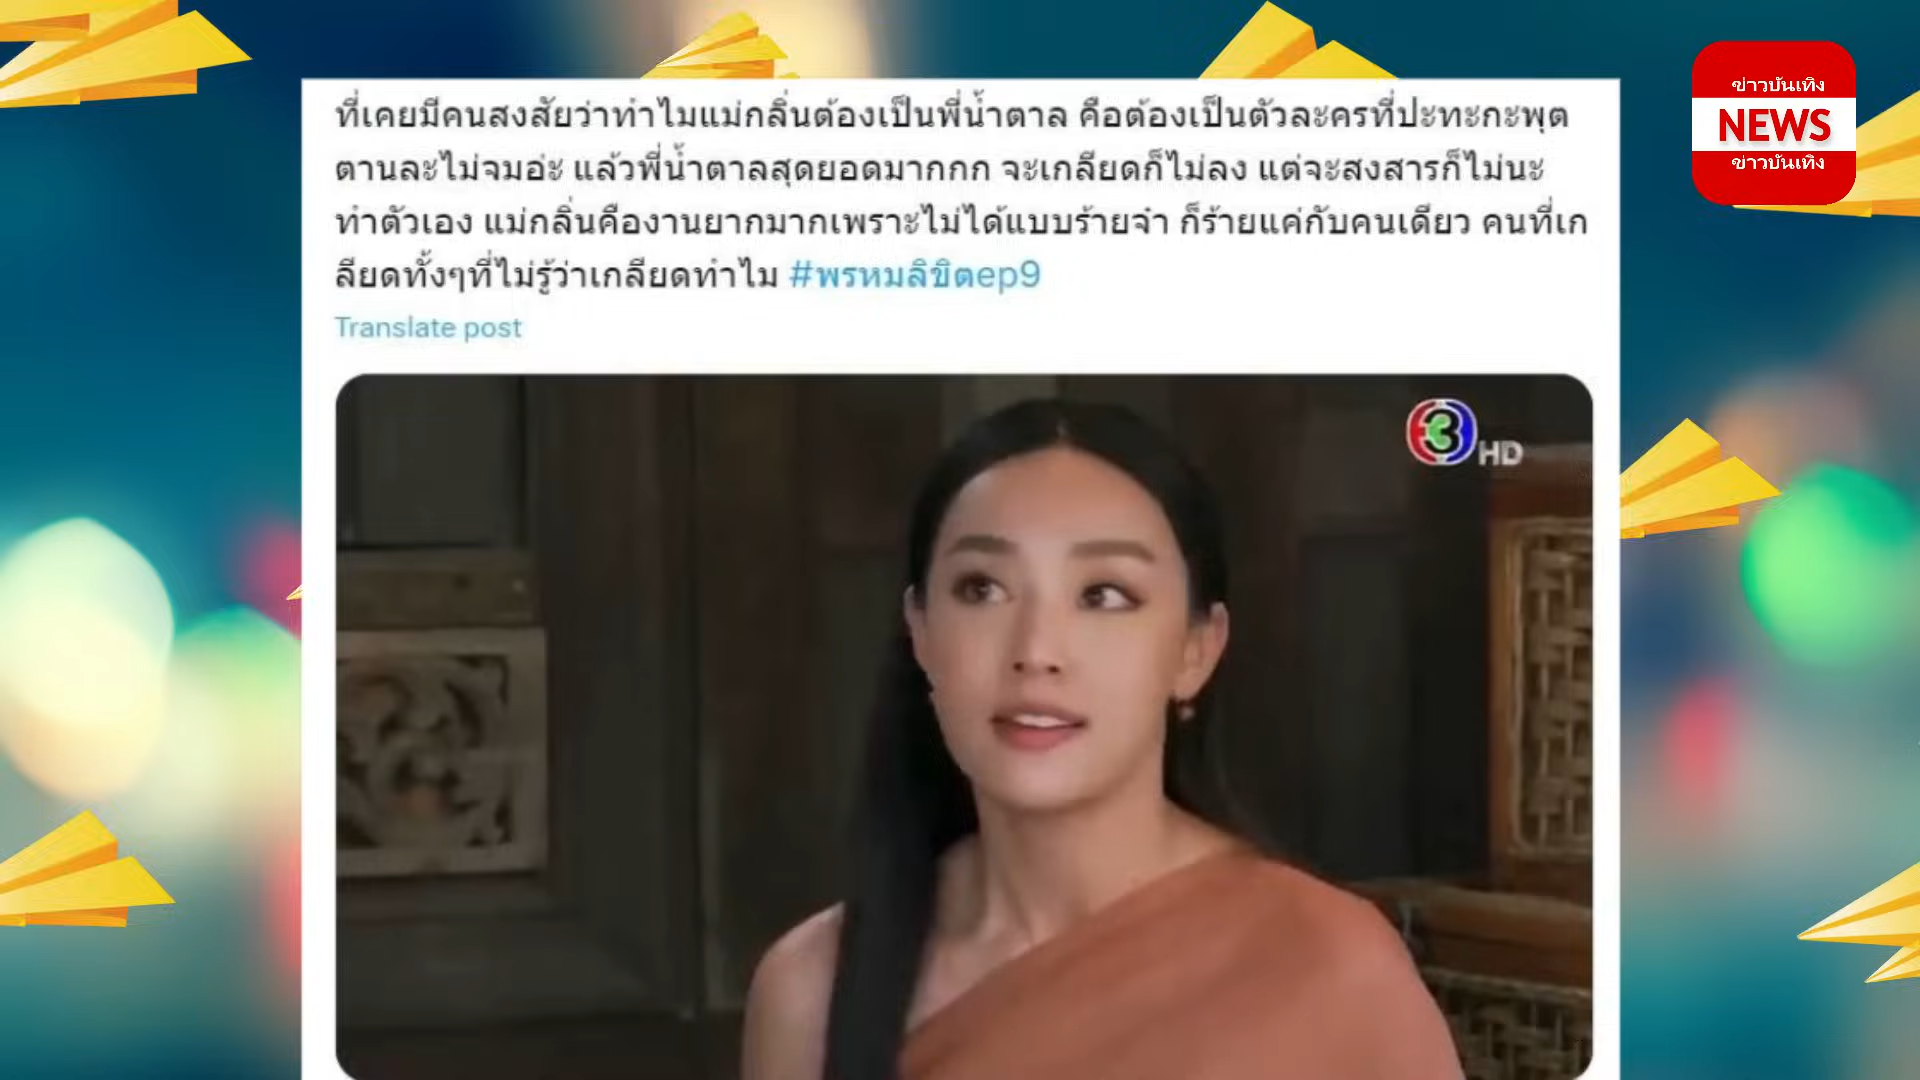 ข่าวบันเทิง
NEWS
ข่าวบันเทิง
ที่เคยมีคนสงสัยว่าทำไมแม่กลิ่นต้องเป็นพี่น้ำตาล คือต้องเป็นตัวละครที่ปะทะกะพุต
ตานละไม่จมอ่ะ แล้วพี่น้ำตาลสุดยอดมากกก จะเกลียดก็ไม่ลง แต่จะสงสารก็ไม่นะ
ทำตัวเอง แม่กลิ่นคืองานยากมากเพราะไม่ได้แบบร้ายจ๋า ก็ร้ายแค่กับคนเดียว คนที่เก
ลียดทั้งๆที่ไม่รู้ว่าเกลียดทำไม #พรหมลิขิตep9
Translate post
3 HD